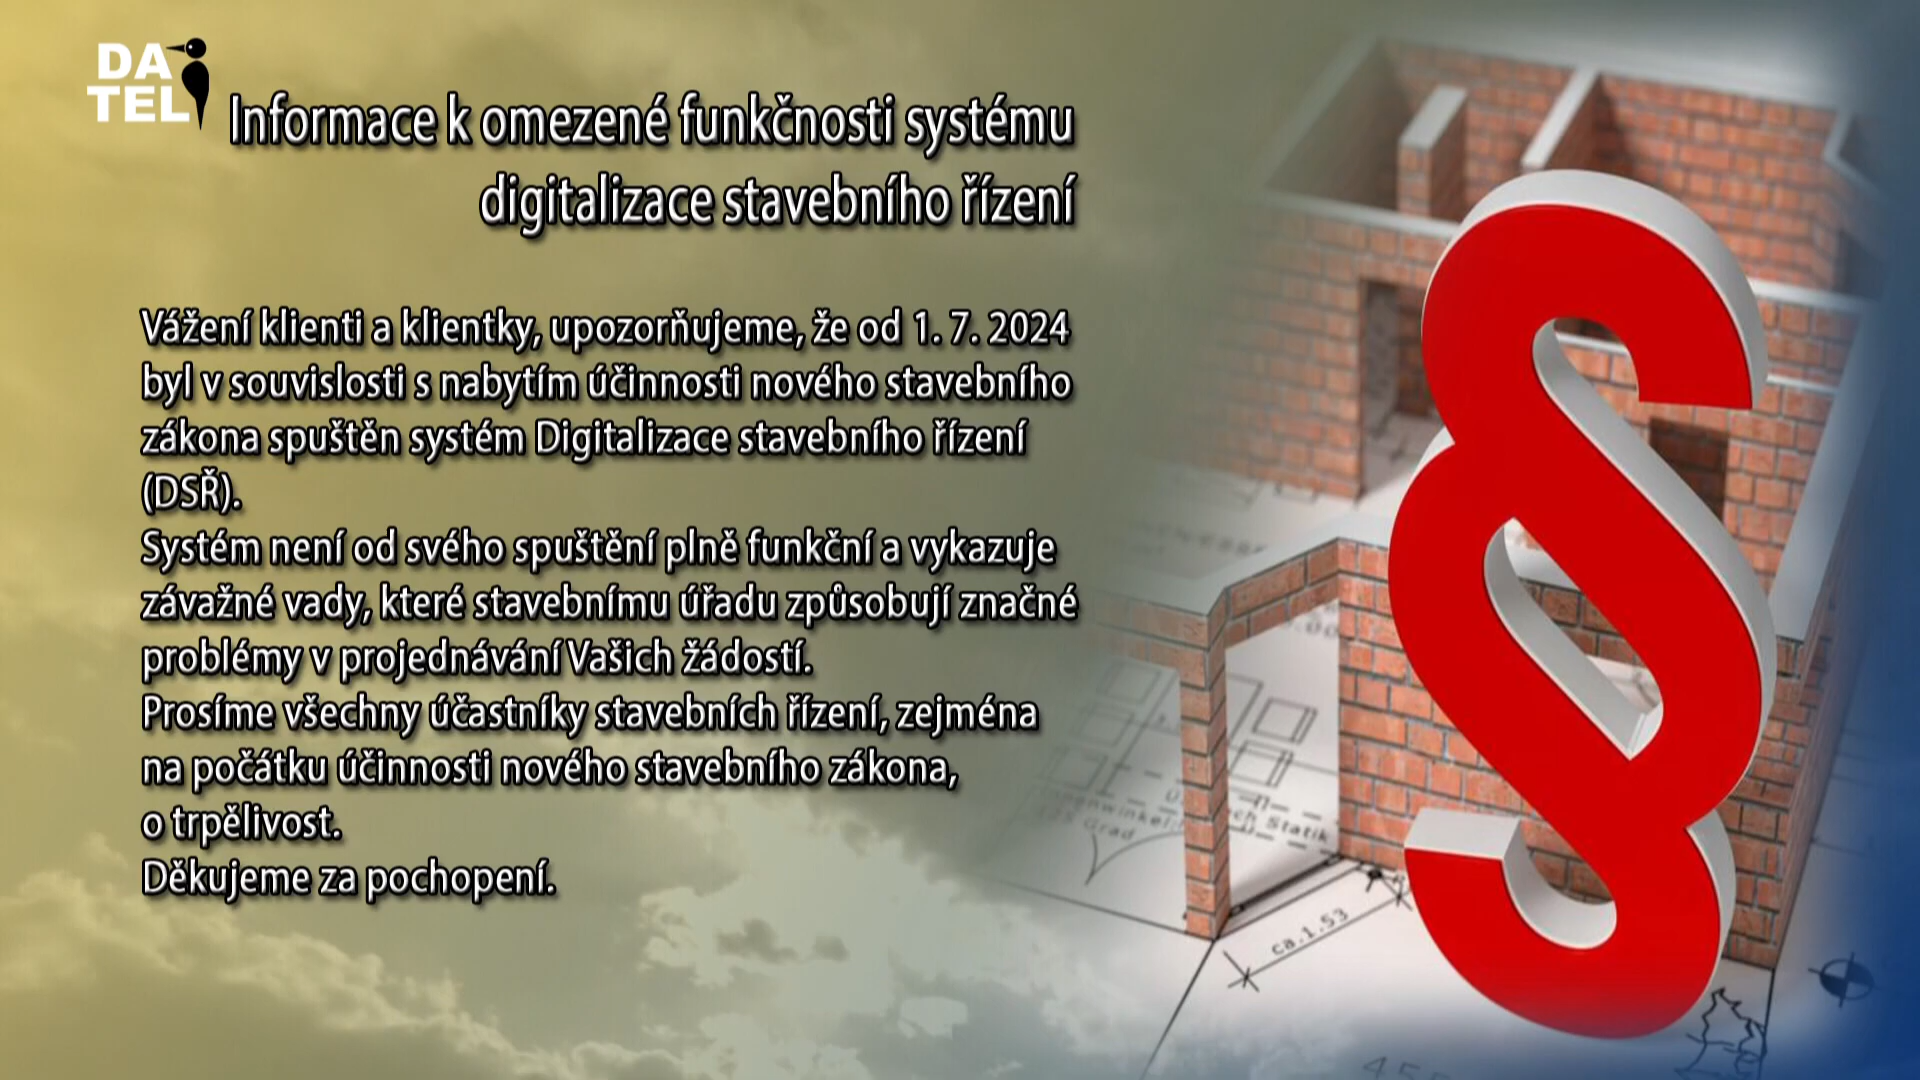 DA
TEL
Informace k omezené funkčnosti systému
digitalizace stavebního řízení
Vážení klienti a klientky, upozorňujeme, že od 1. 7. 2024
byl v souvislosti s nabytím účinnosti nového stavebního
zákona spuštěn systém Digitalizace stavebního řízení
(DSŘ).
Systém není od svého spuštění plně funkční a vykazuje
závažné vady, které stavebnímu úřadu způsobují značné
problémy v projednávání Vašich žádostí.
Prosíme všechny účastníky stavebních řízení, zejména
na počátku účinnosti nového stavebního zákona,
o trpělivost.
Děkujeme za pochopení.
§
Statik
Grad
ca.1.53